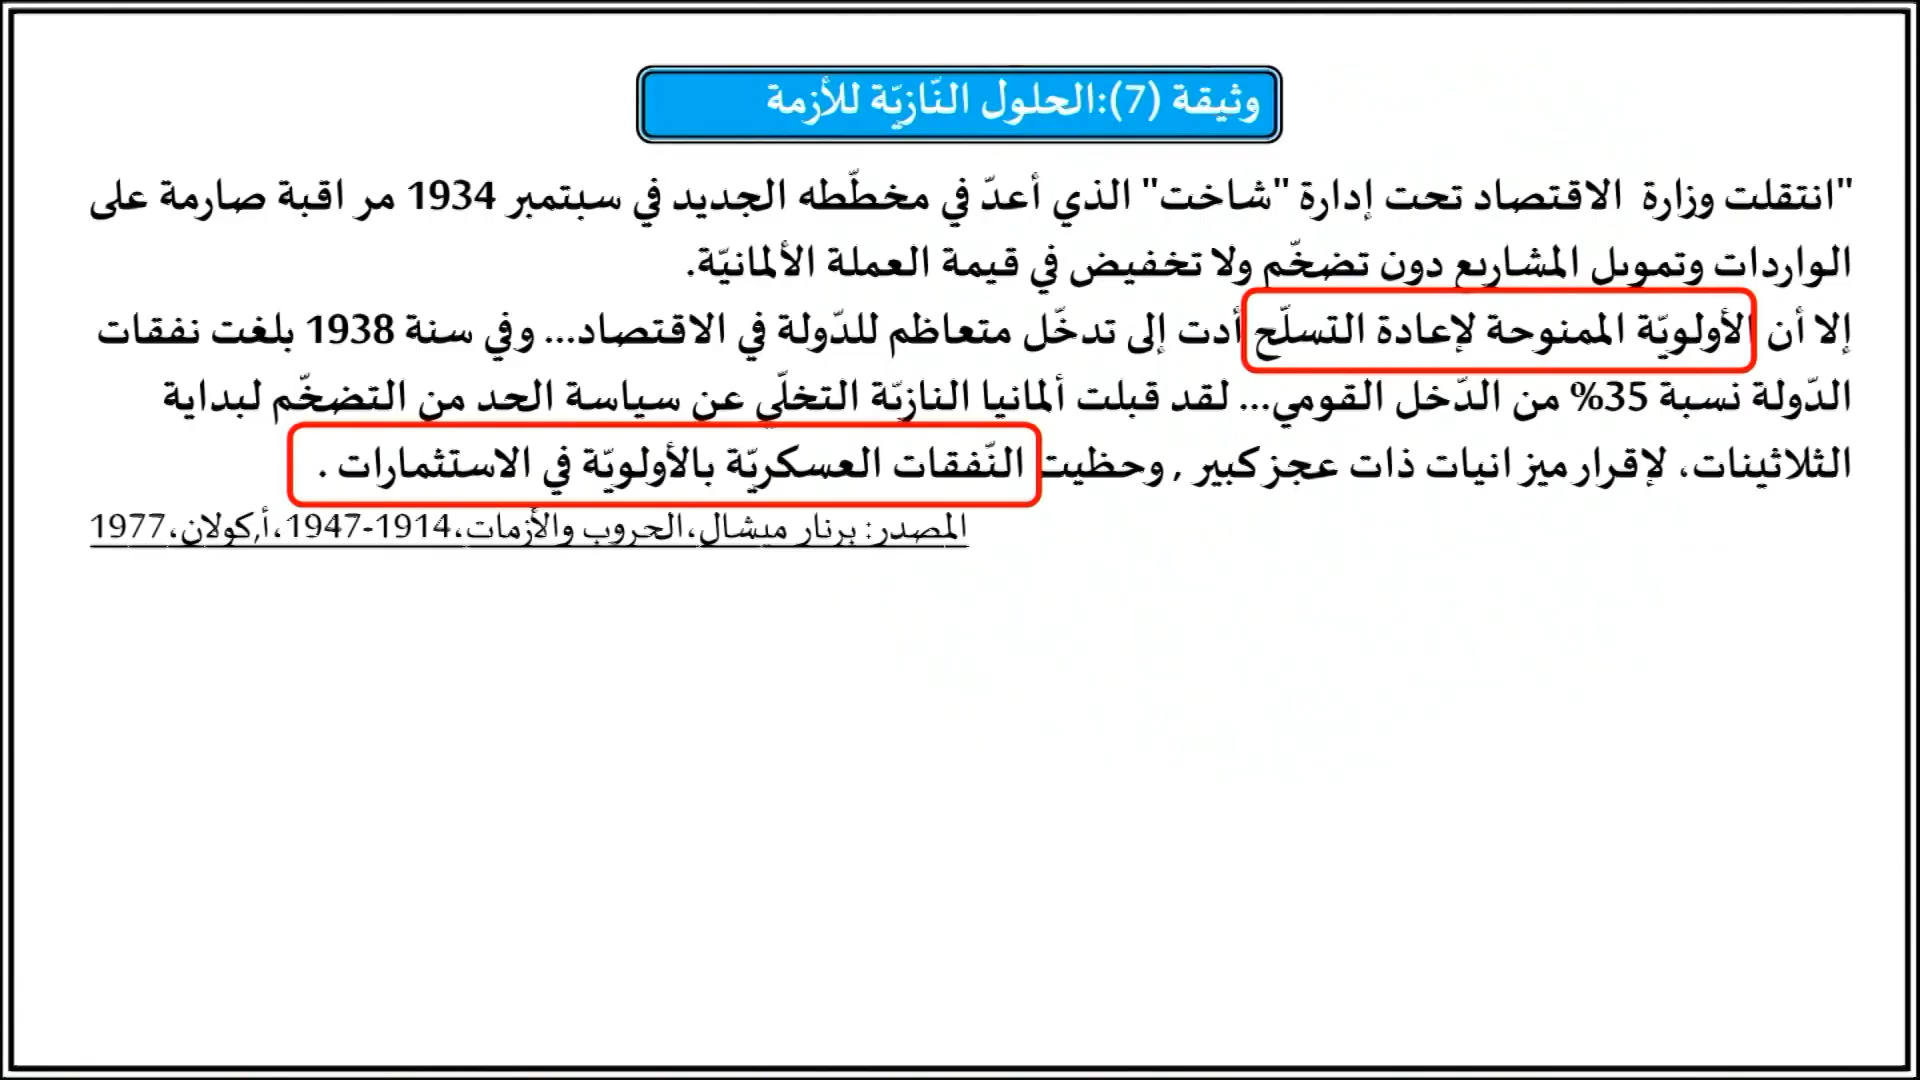 وثيقة (7):الحلول النّازيّة للأزمة
"انتقلت وزارة الاقتصاد تحت إدارة "شاخت" الذي أعدّ في مخطّطه الجديد في سبتمبر 1934 مراقبة صارمة على
الواردات وتمويل المشاريع دون تضخّم ولا تخفيض في قيمة العملة الألمانيّة.
إلا أن الأولويّة الممنوحة لإعادة التسلّح أدت إلى تدخّل متعاظم للدّولة في الاقتصاد... وفي سنة 1938 بلغت نفقات
الدّولة نسبة 35% من الدّخل القومي... لقد قبلت ألمانيا النازيّة التخلّي عن سياسة الحد من التضخّم لبداية
الثلاثينات، لإقرار ميزانيات ذات عجز كبير , وحظيت النّفقات العسكريّة بالأولويّة في الاستثمارات .
المصدر: برنار ميشال،الحروب والأزمات،1914-1947،أ,كولان،1977